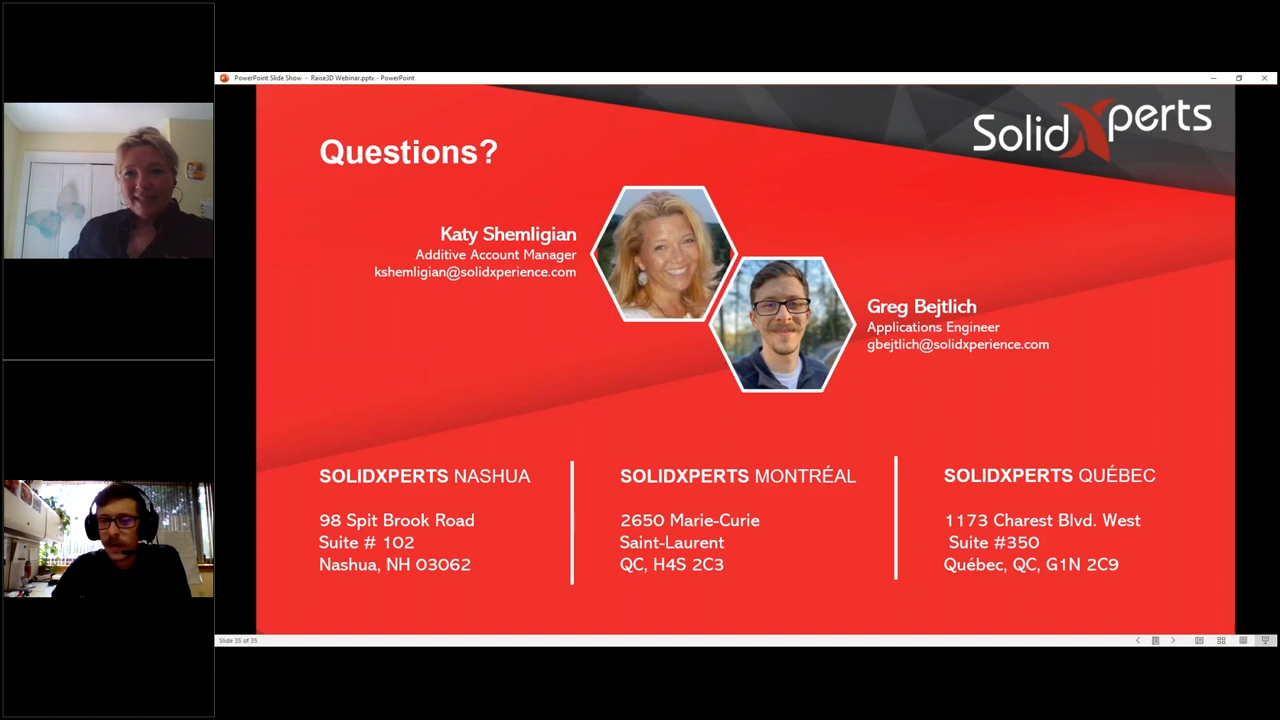 PowerPoint Slide Show - Raise3D Webinar.pptx - PowerPoint
SolidXperts
Questions?
Katy Shemligian
Additive Account Manager
kshemligian@solidxperience.com
Greg Bejtlich
Applications Engineer
gbejtlich@solidxperience.com
SOLIDXPERTS NASHUA
98 Spit Brook Road
Suite # 102
Nashua, NH 03062
SOLIDXPERTS MONTRÉAL
2650 Marie-Curie
Saint-Laurent
QC, H4S 2C3
SOLIDXPERTS QUÉBEC
1173 Charest Blvd. West
Suite #350
Québec, QC, G1N 2C9
Slide 35 of 35